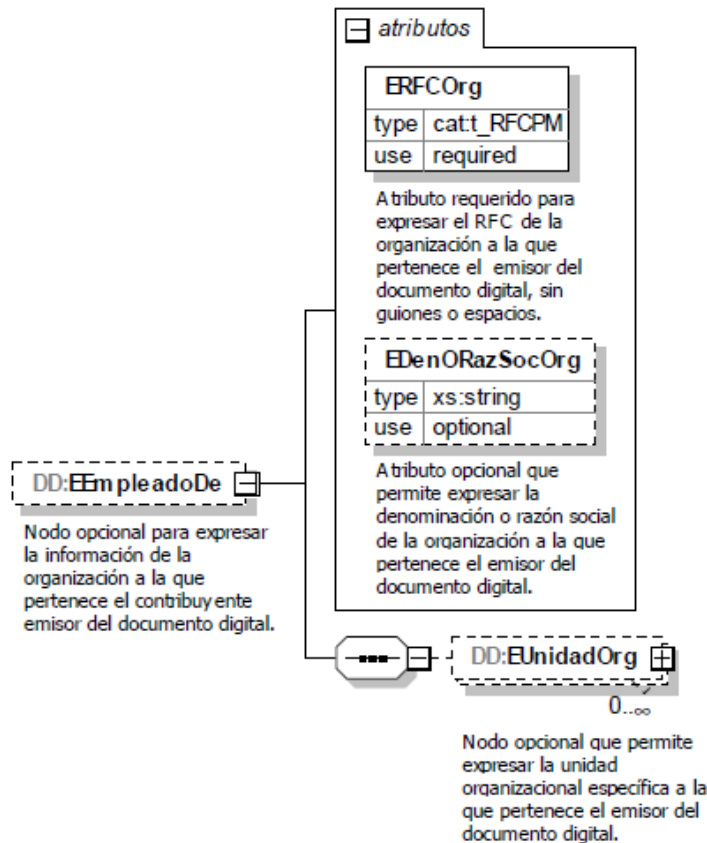 atributos
ERFCOrg
type cat:t_RFCPM
use required
Atributo requerido para
expresar el RFC de la
organización a la que
pertenece el emisor del
documento digital, sin
guiones o espacios.
EDenORazSocOrg
type xs:string
use optional
Atributo opcional que
permite expresar la
denominación o razón social
de la organización a la que
pertenece el emisor del
documento digital.
DD:EEmpleadoDe
Nodo opcional para expresar
la información de la
organización a la que
pertenece el contribuyente
emisor del documento digital.
DD:EUnidadOrg
0..∞
Nodo opcional que permite
expresar la unidad
organizacional específica a la
que pertenece el emisor del
documento digital.